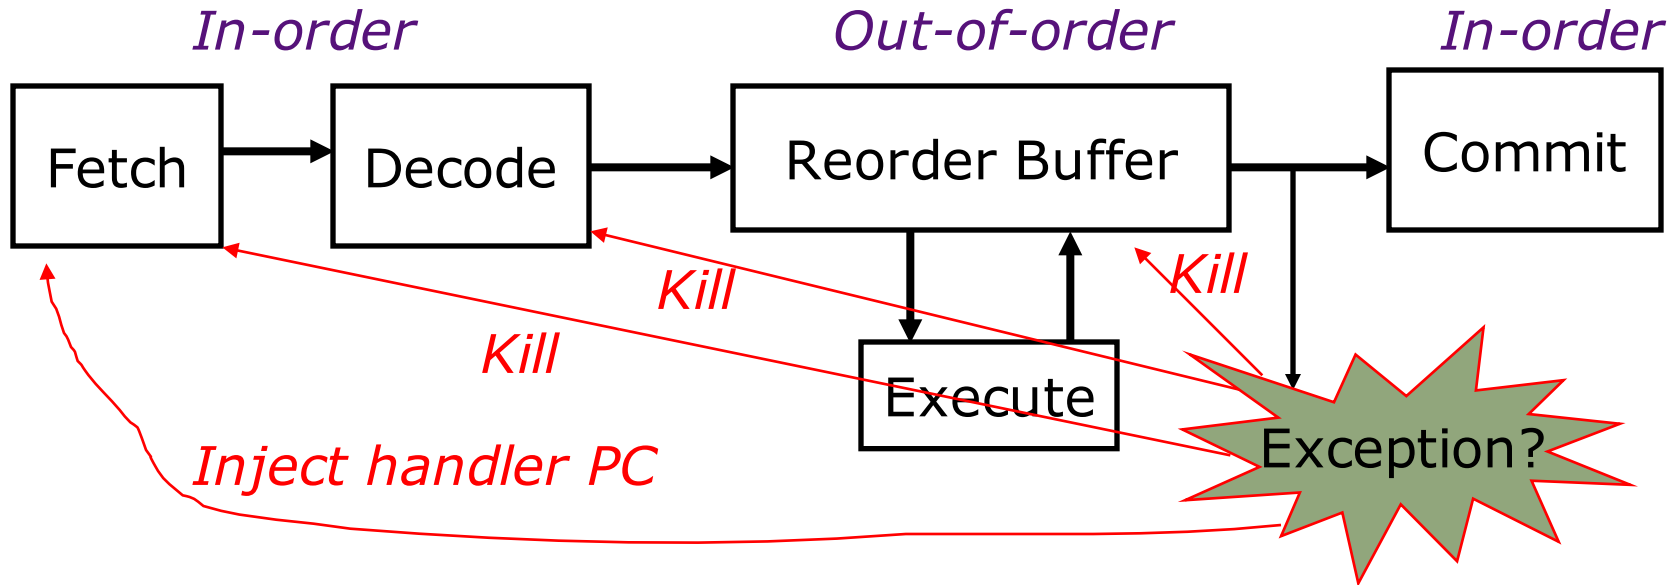 In-order
Out-of-order
In-order
Fetch
Decode
Reorder Buffer
Commit
Kill
Kill
Kill
Execute
Exception?
Inject handler PC